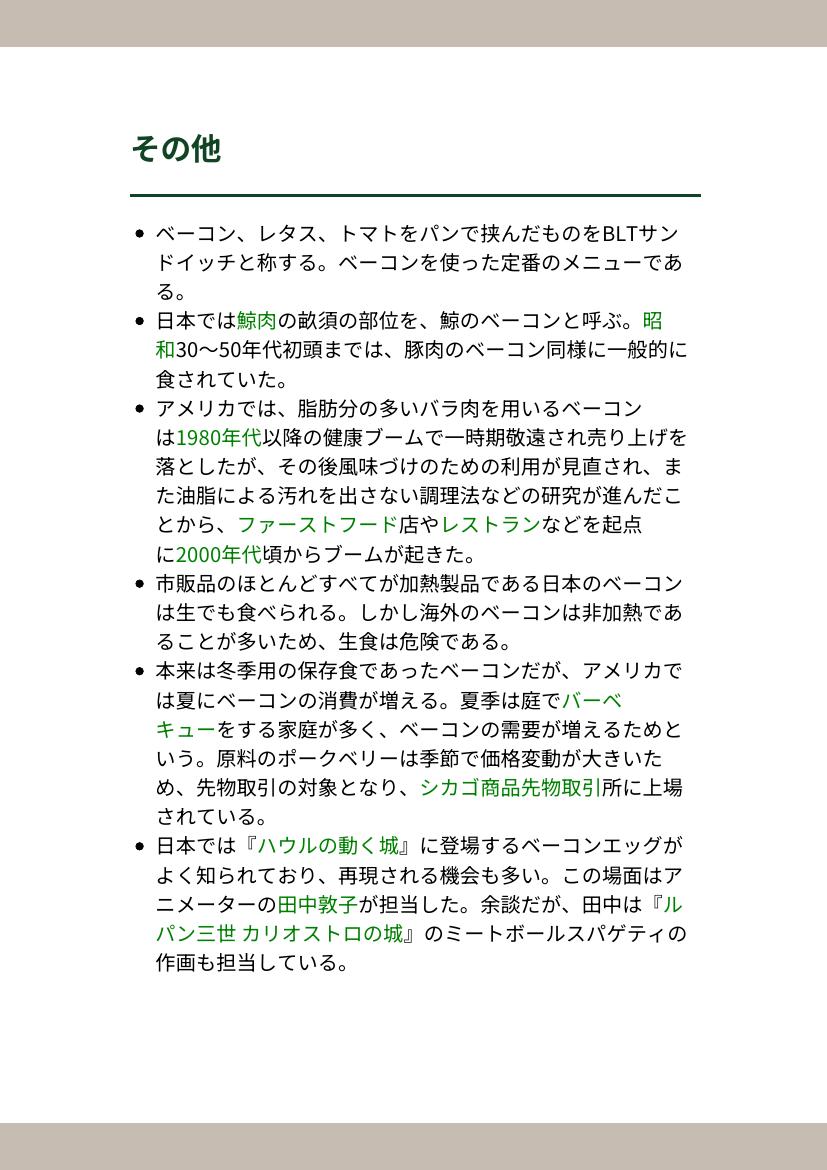 その他
● ベーコン、レタス、トマトをパンで挟んだものをBLTサン
ドイッチと称する。ベーコンを使った定番のメニューであ
る。
● 日本では鯨肉の畝須の部位を、鯨のベーコンと呼ぶ。昭
和30〜50年代初頭までは、豚肉のベーコン同様に一般的に
食されていた。
● アメリカでは、脂肪分の多いバラ肉を用いるベーコン
は1980年代以降の健康ブームで一時期敬遠され売り上げを
落としたが、その後風味づけのための利用が見直され、ま
た油脂による汚れを出さない調理法などの研究が進んだこ
とから、ファーストフード店やレストランなどを起点
に2000年代頃からブームが起きた。
● 市販品のほとんどすべてが加熱製品である日本のベーコン
は生でも食べられる。しかし海外のベーコンは非加熱であ
ることが多いため、生食は危険である。
● 本来は冬季用の保存食であったベーコンだが、アメリカで
は夏にベーコンの消費が増える。夏季は庭でバーベ
キューをする家庭が多く、ベーコンの需要が増えるためと
いう。原料のポークベリーは季節で価格変動が大きいた
め、先物取引の対象となり、シカゴ商品先物取引所に上場
されている。
● 日本では『ハウルの動く城』に登場するベーコンエッグが
よく知られており、再現される機会も多い。この場面はア
ニメーターの田中敦子が担当した。余談だが、田中は『ル
パン三世 カリオストロの城』のミートボールスパゲティの
作画も担当している。